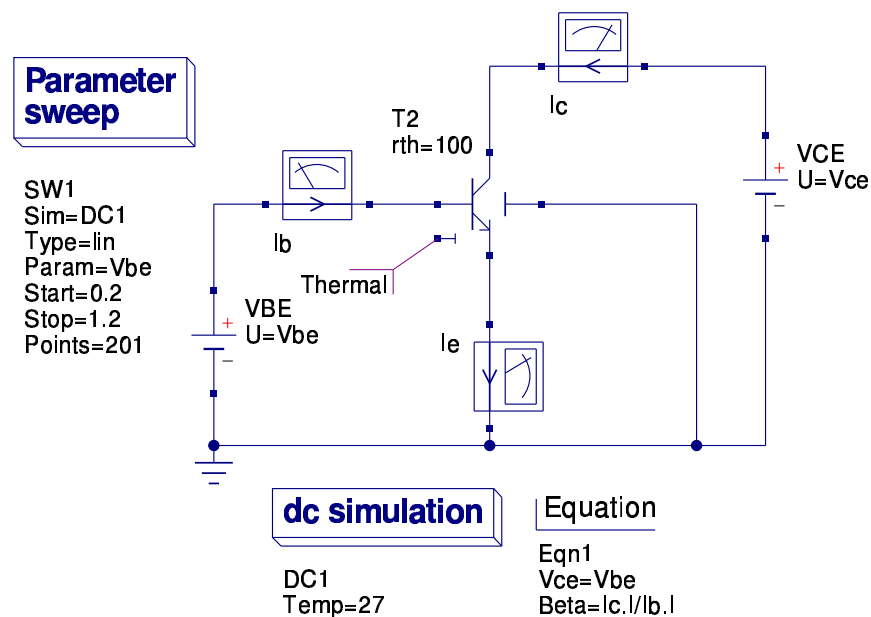 Parameter
sweep
SW1
Sim=DC1
Type=lin
Param=Vbe
Start=0.2
Stop=1.2
Points=201
Ib
VBE
U=Vbe
+
−
Thermal
T2
rth=100
Ic
Ie
VCE
U=Vce
+
−
dc simulation
DC1
Temp=27
Equation
Eqn1
Vce=Vbe
Beta=Ic.I/Ib.I